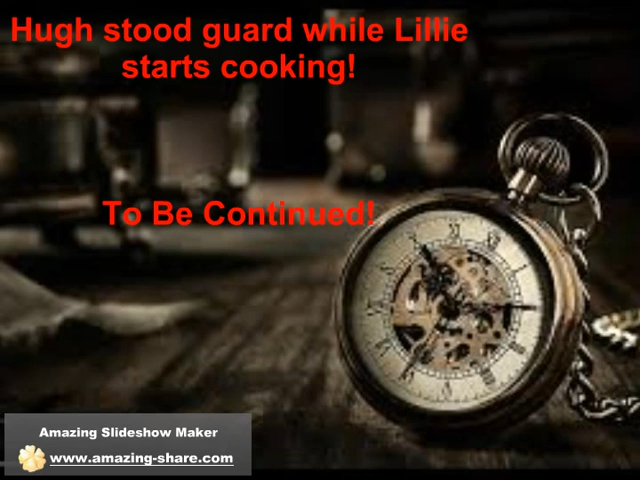 Hugh stood guard while Lillie
starts cooking!
To Be Continued!
Amazing Slideshow Maker
www.amazing-share.com